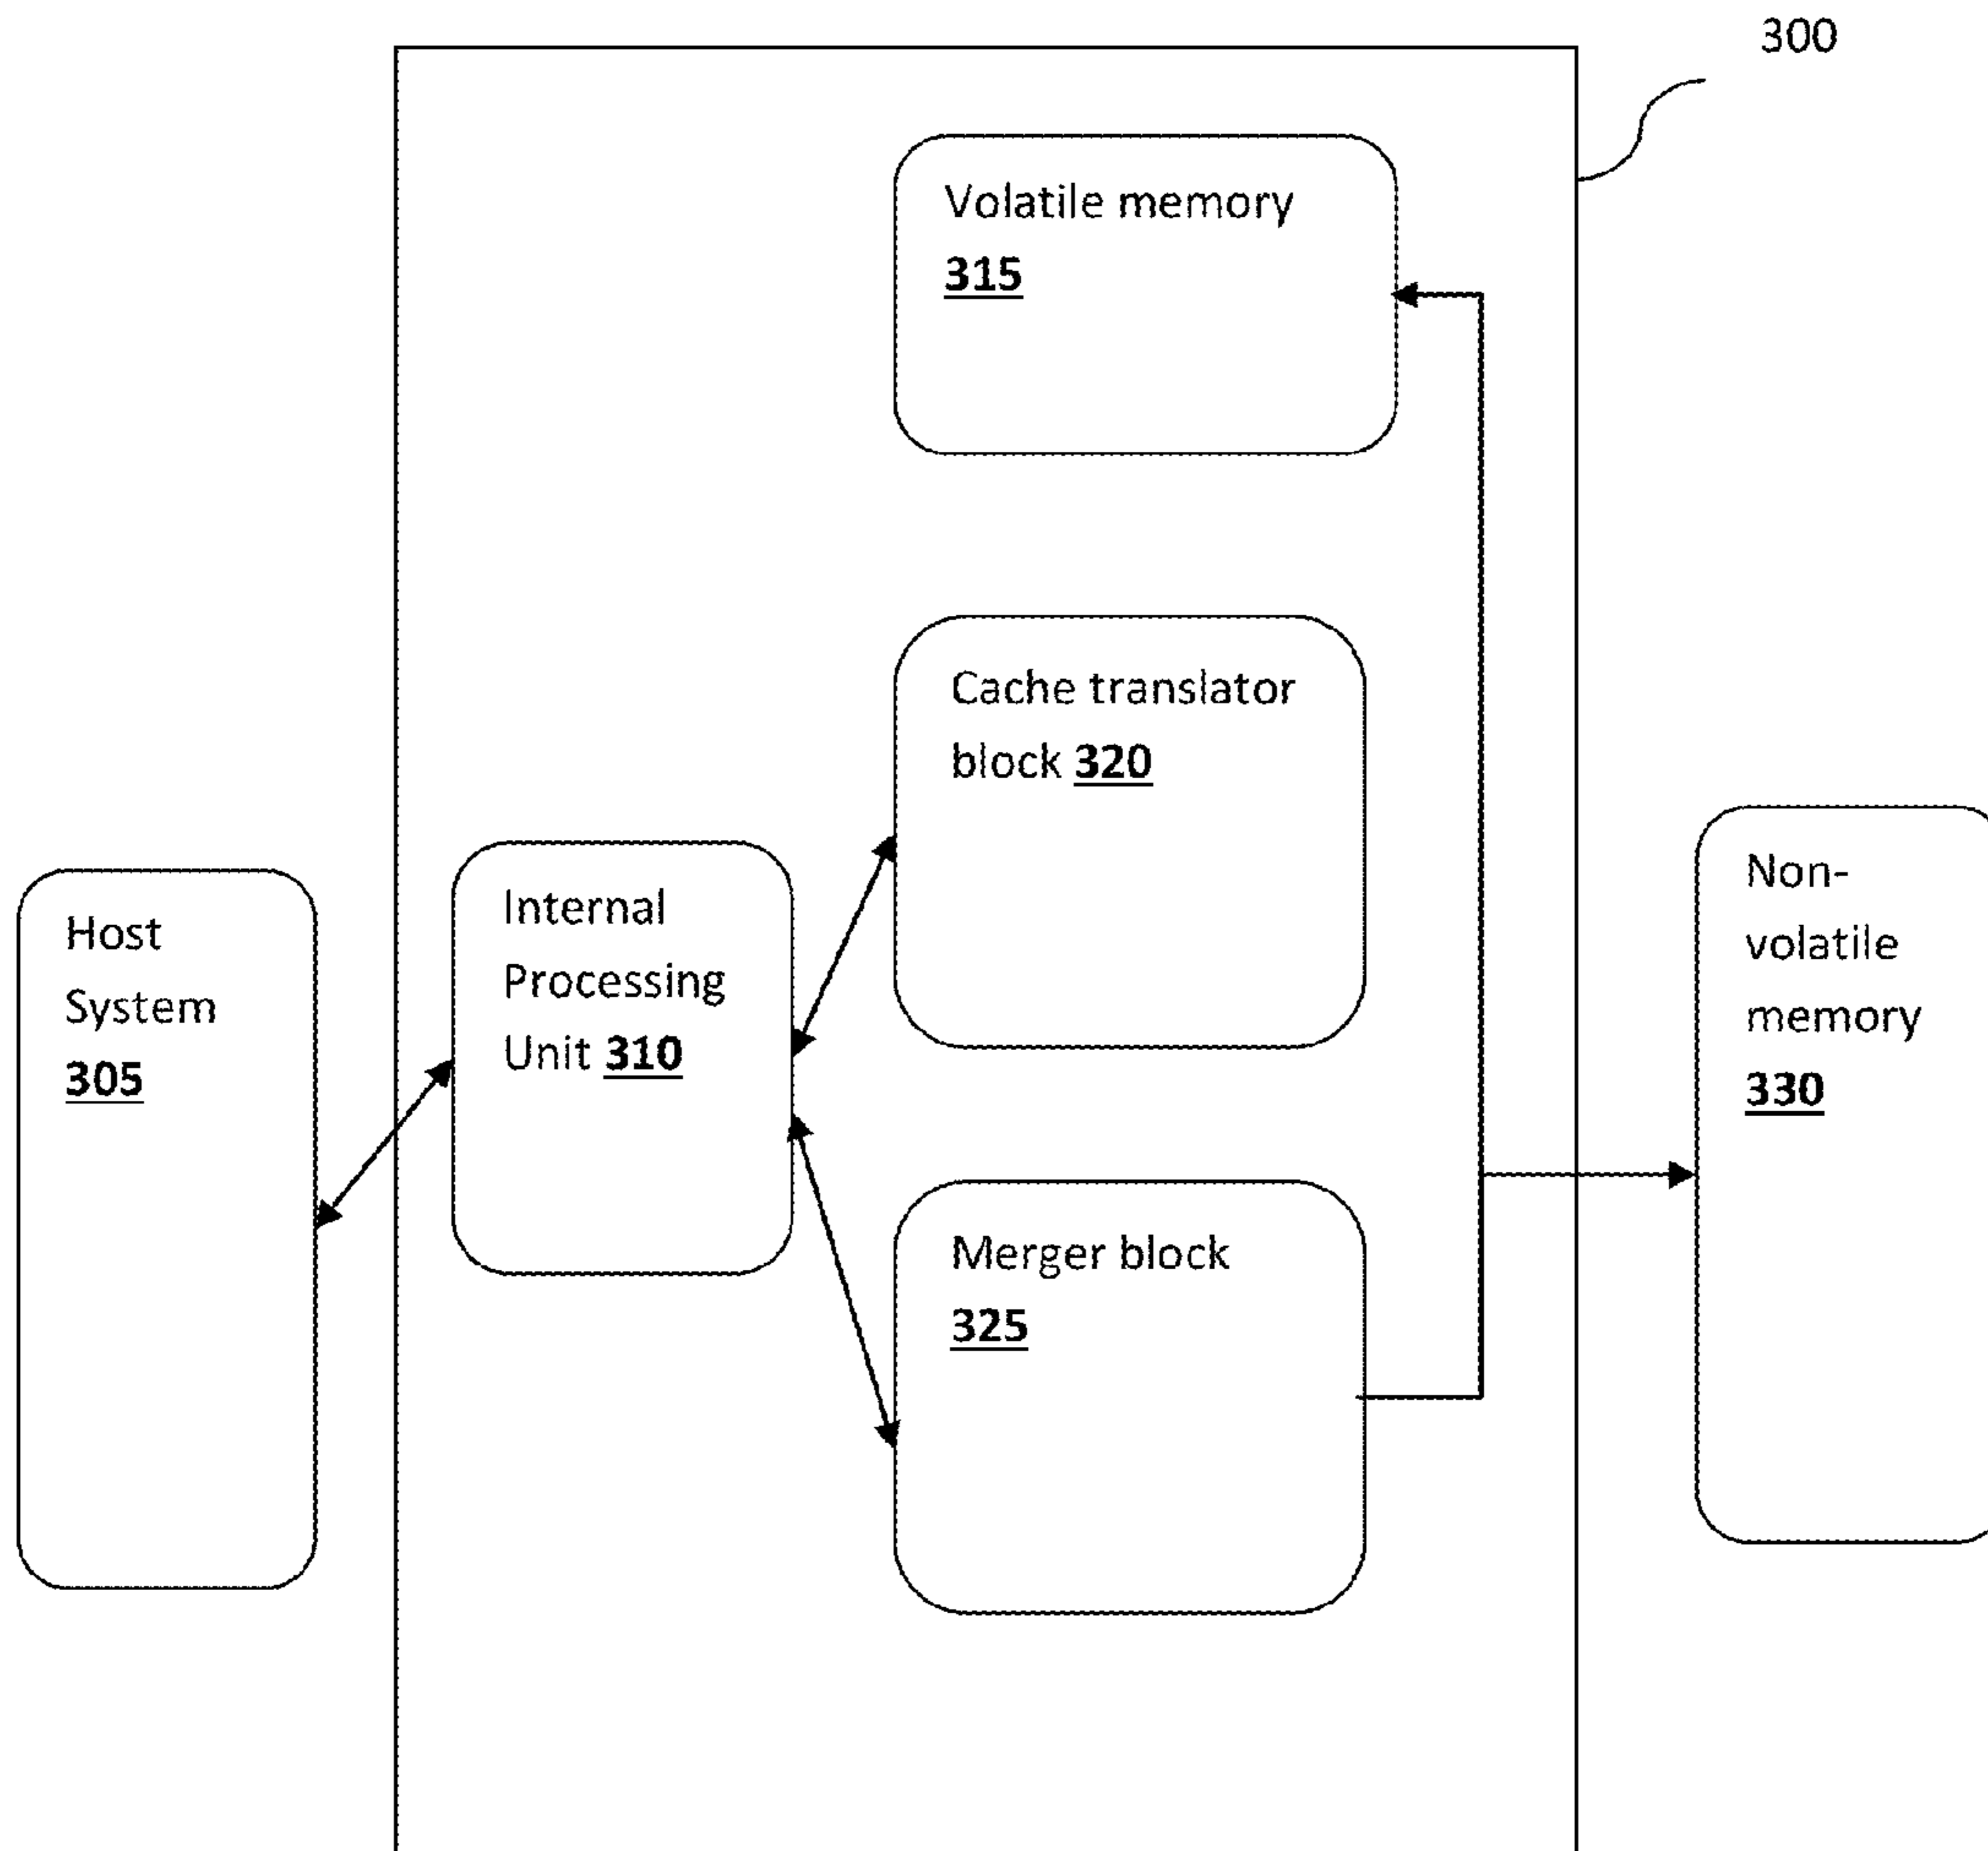 300
Volatile memory
315
Cache translator
block 320
Internal
Processing
Unit 310
Host
System
305
Non-
volatile
memory
330
Merger block
325